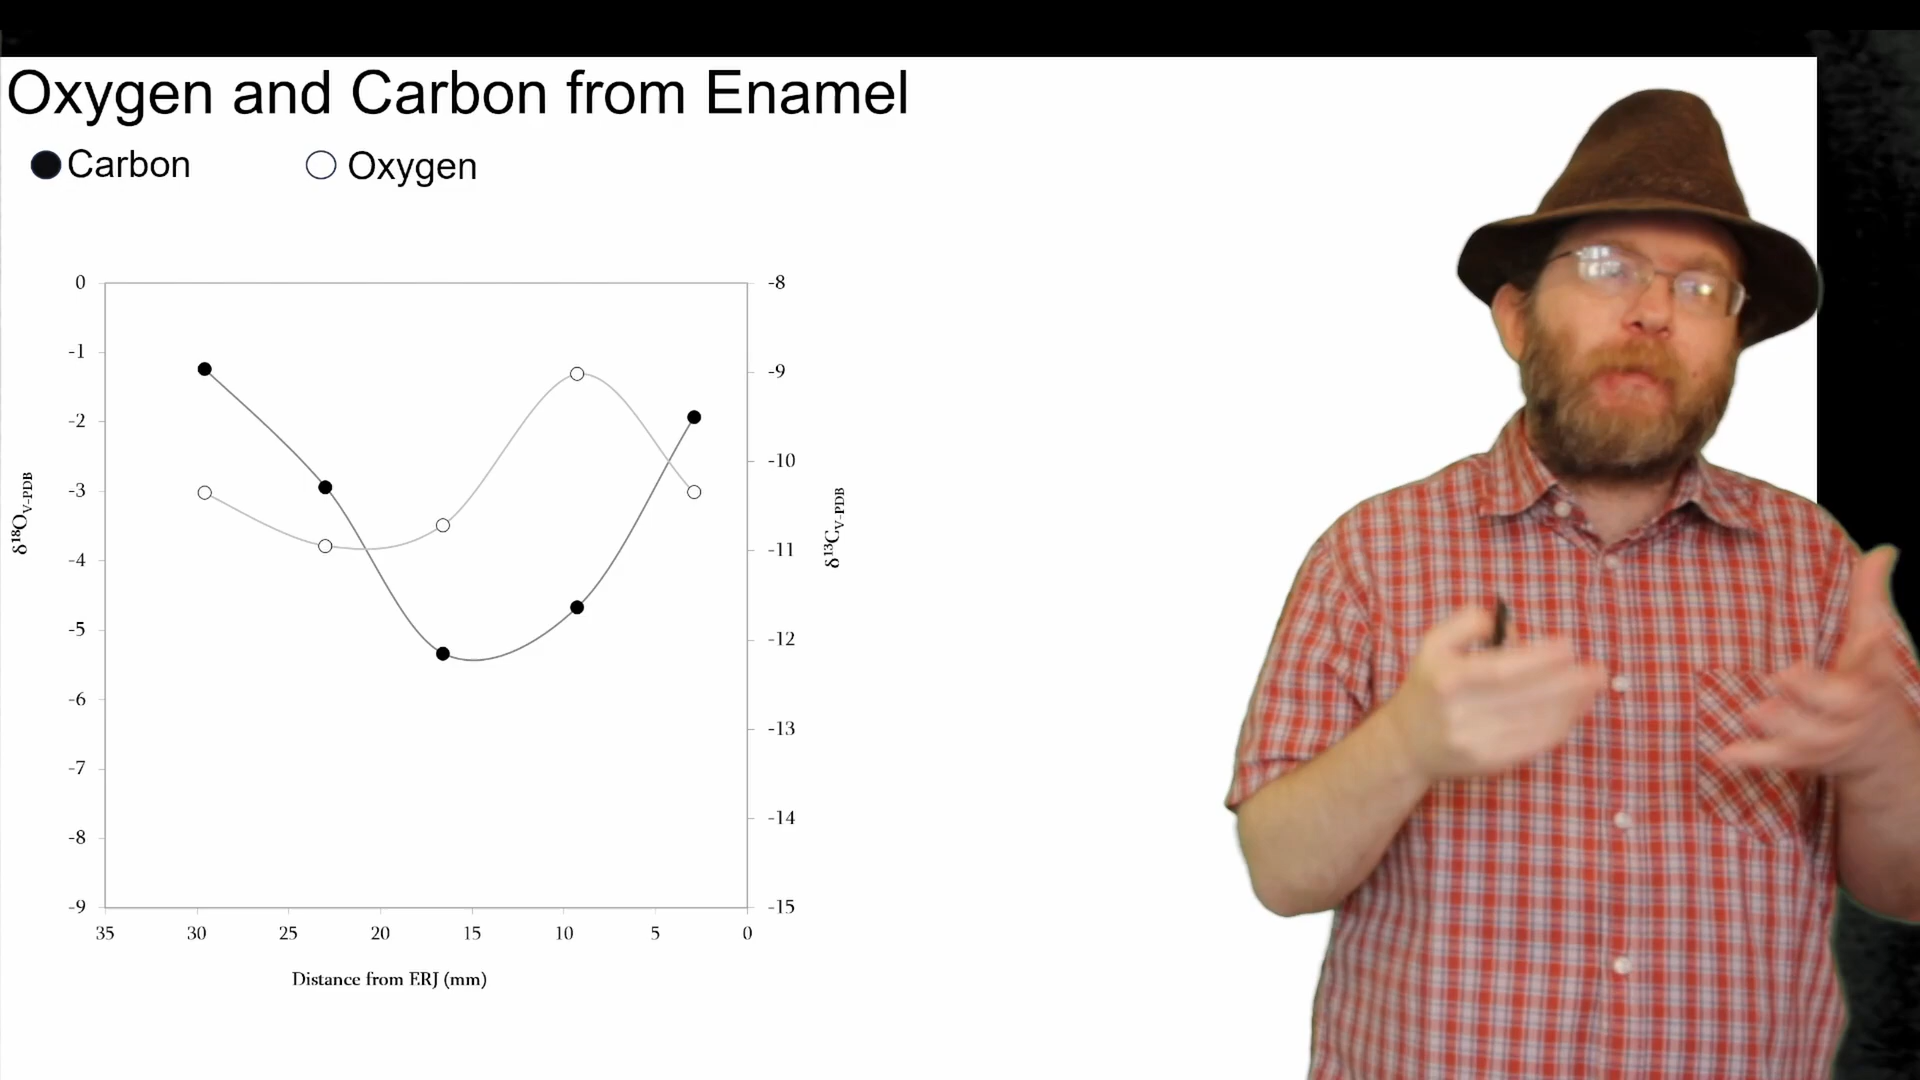 Oxygen and Carbon from Enamel
Carbon
Oxygen
0
-1
-2
-3
-4
-5
-6
-7
-8
-9
δ¹⁸O V-PDB
-8
-9
-10
-11
-12
-13
-14
-15
δ¹³C V-PDB
35 30 25 20 15 10 5 0
Distance from ERJ (mm)